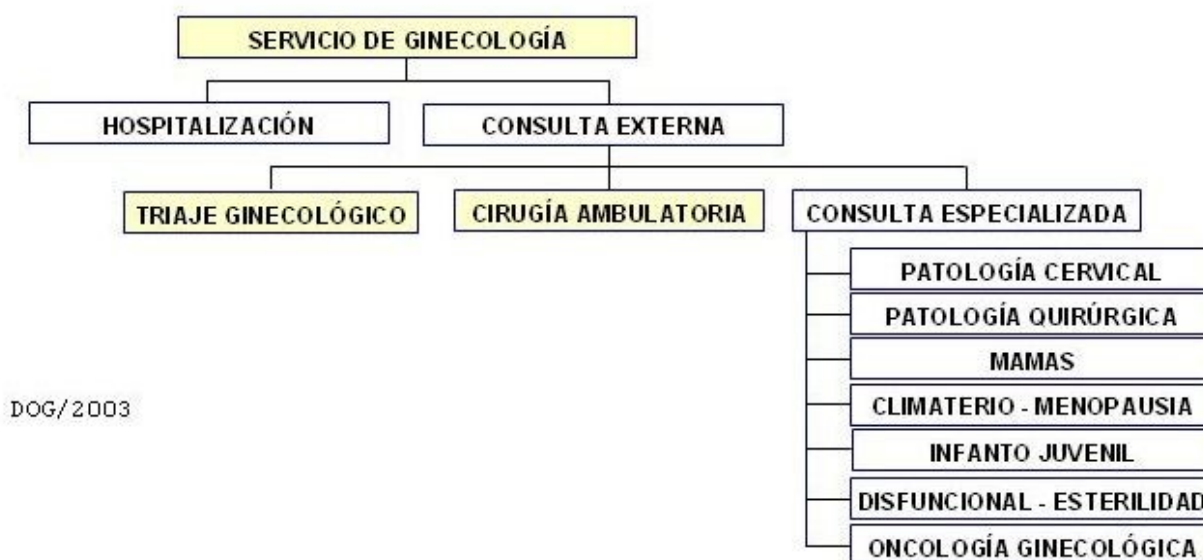 SERVICIO DE GINECOLOGÍA
HOSPITALIZACIÓN
CONSULTA EXTERNA
TRIAJE GINECOLÓGICO
CIRUGÍA AMBULATORIA
CONSULTA ESPECIALIZADA
PATOLOGÍA CERVICAL
PATOLOGÍA QUIRÚRGICA
MAMAS
CLIMATERIO - MENOPAUSIA
INFANTO JUVENIL
DISFUNCIONAL - ESTERILIDAD
ONCOLOGÍA GINECOLÓGICA
DOG/2003